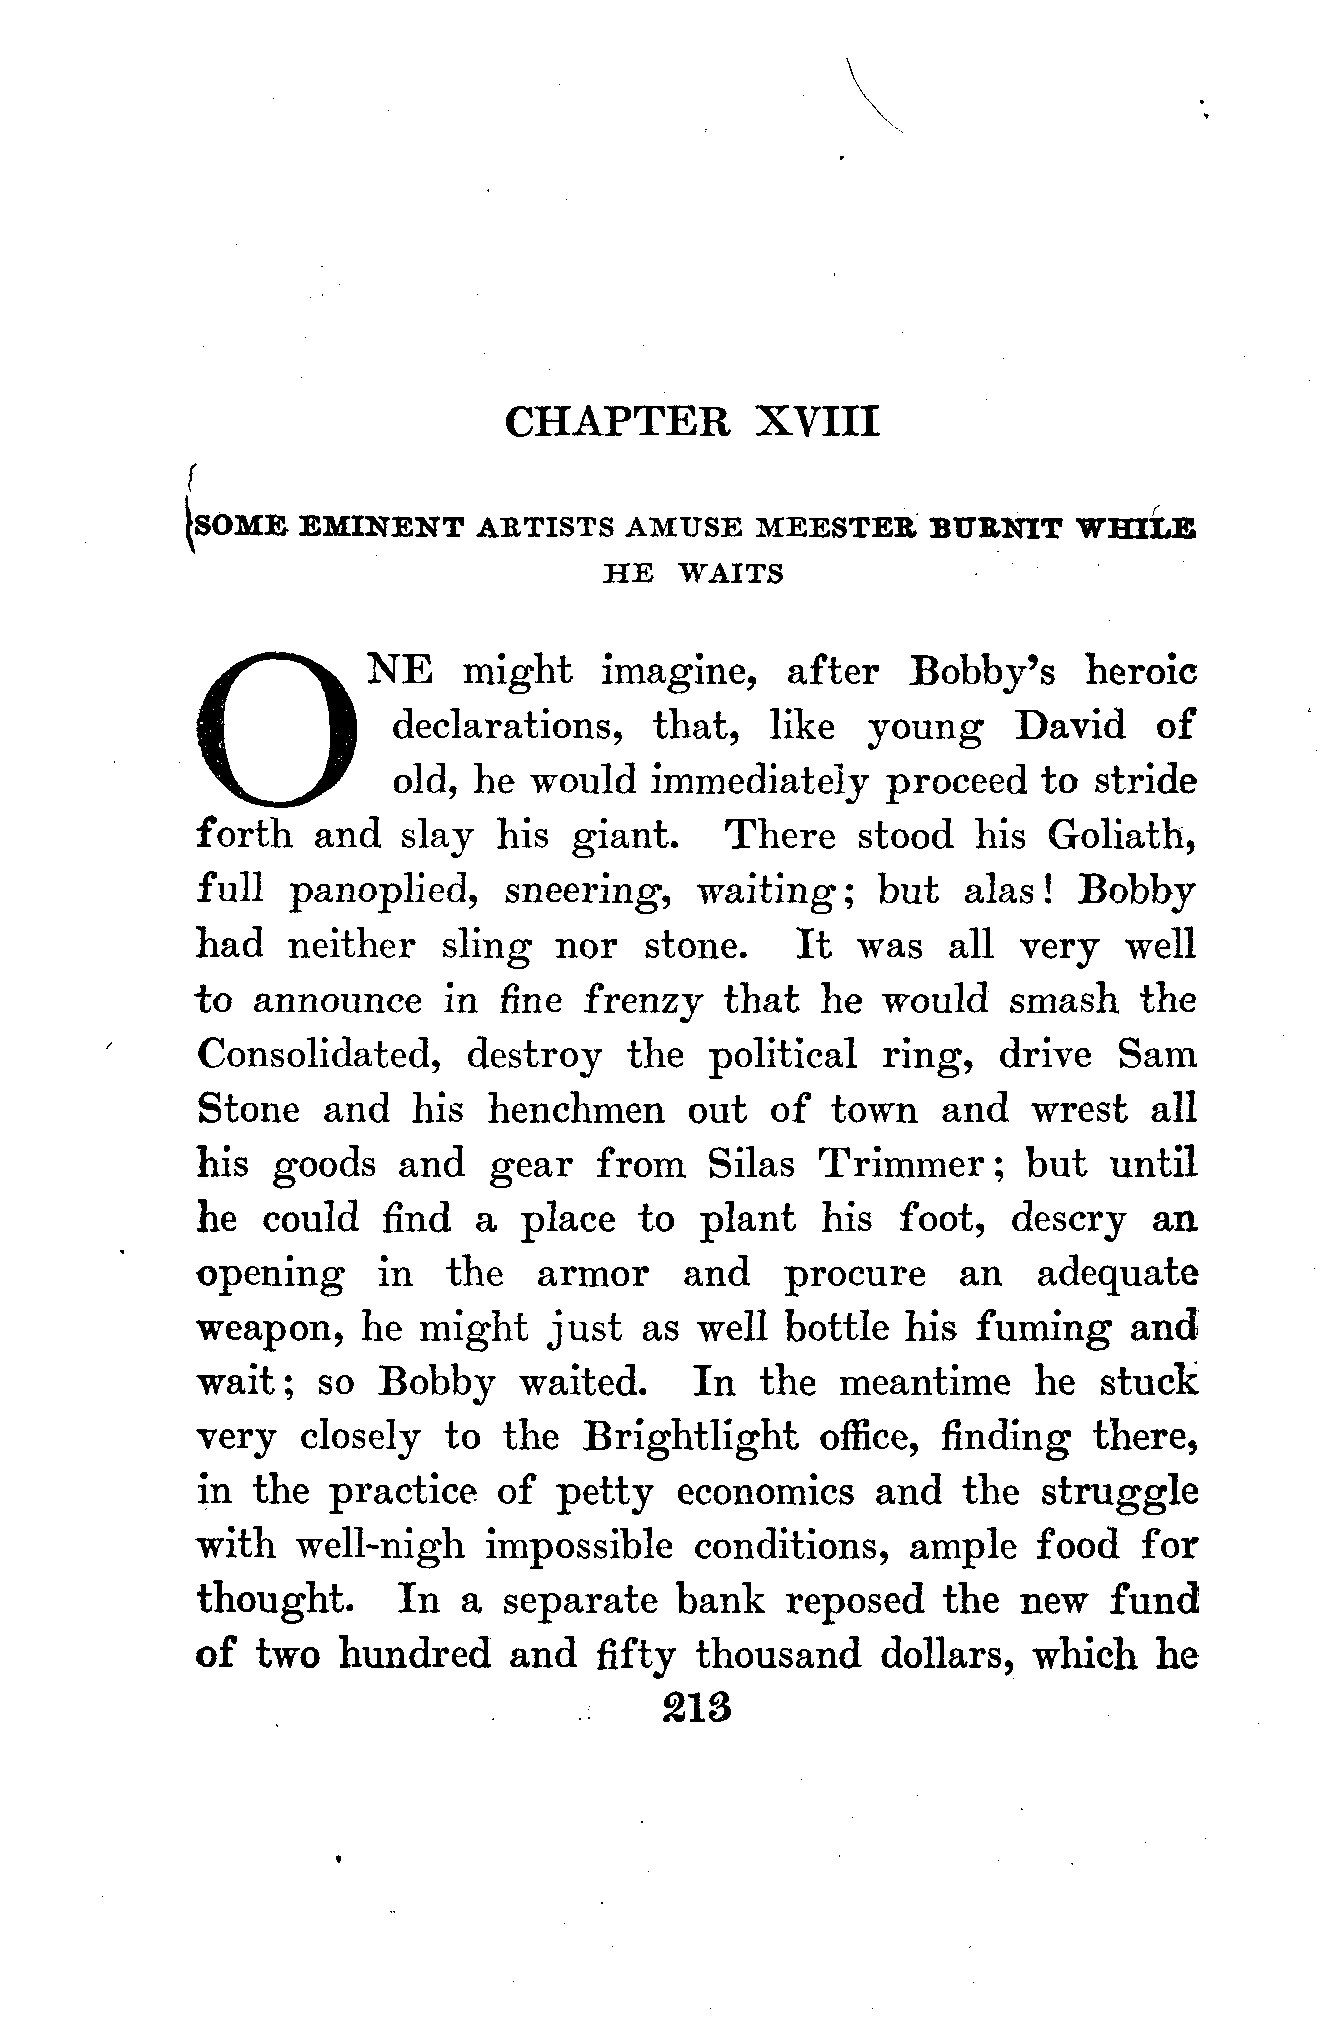 CHAPTER XVIII
SOME EMINENT ARTISTS AMUSE MEESTER BURNIT WHILE
HE WAITS
ONE might imagine, after Bobby's heroic
declarations, that, like young David of
old, he would immediately proceed to stride
forth and slay his giant. There stood his Goliath,
full panoplied, sneering, waiting; but alas! Bobby
had neither sling nor stone. It was all very well
to announce in fine frenzy that he would smash the
Consolidated, destroy the political ring, drive Sam
Stone and his henchmen out of town and wrest all
his goods and gear from Silas Trimmer; but until
he could find a place to plant his foot, descry an
opening in the armor and procure an adequate
weapon, he might just as well bottle his fuming and
wait; so Bobby waited. In the meantime he stuck
very closely to the Brightlight office, finding there,
in the practice of petty economics and the struggle
with well-nigh impossible conditions, ample food for
thought. In a separate bank reposed the new fund
of two hundred and fifty thousand dollars, which he
213